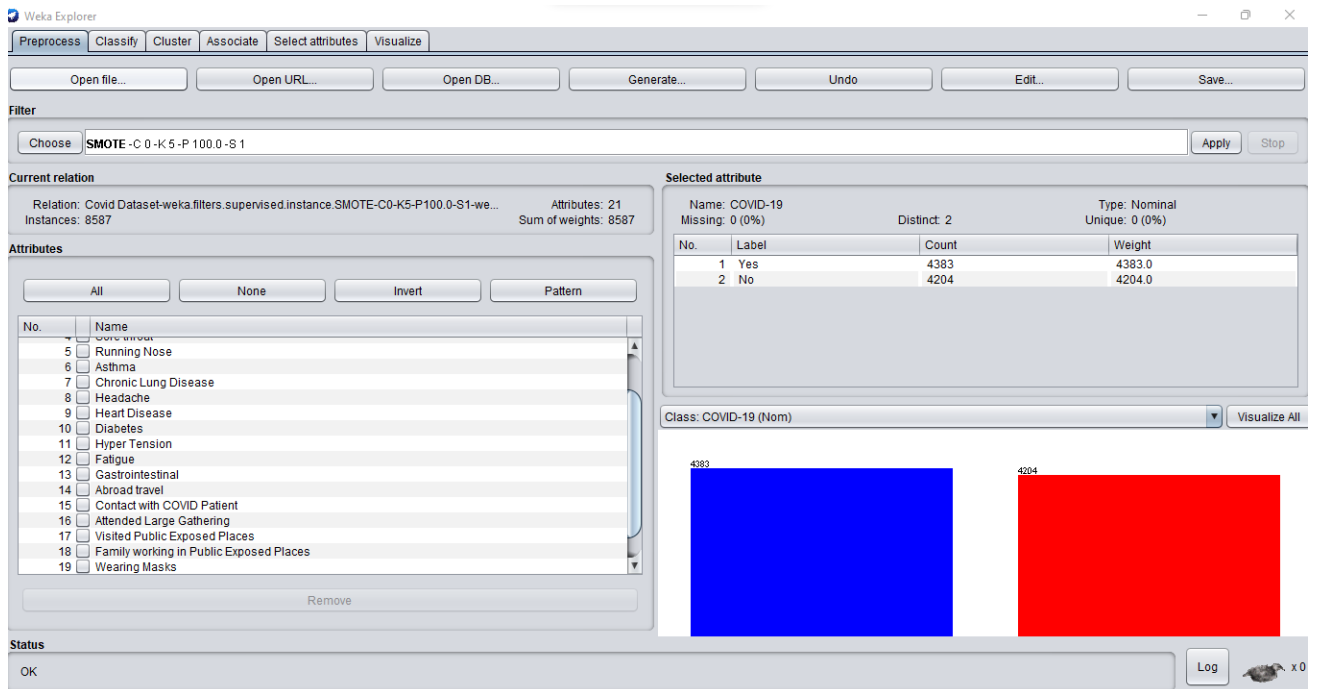 Weka Explorer
Preprocess Classify Cluster Associate Select attributes Visualize
Open file... Open URL... Open DB... Generate... Undo Edit... Save...
Filter
Choose SMOTE -C 0 -K 5 -P 100.0 -S 1 Apply Stop
Current relation
Relation: Covid Dataset-weka.filters.supervised.instance.SMOTE-C0-K5-P100.0-S1-we... Attributes: 21
Instances: 8587 Sum of weights: 8587
Attributes
All None Invert Pattern
No. Name
4 Sore throat
5 Running Nose
6 Asthma
7 Chronic Lung Disease
8 Headache
9 Heart Disease
10 Diabetes
11 Hyper Tension
12 Fatigue
13 Gastrointestinal
14 Abroad travel
15 Contact with COVID Patient
16 Attended Large Gathering
17 Visited Public Exposed Places
18 Family working in Public Exposed Places
19 Wearing Masks
Remove
Selected attribute
Name: COVID-19 Type: Nominal
Missing: 0 (0%) Distinct: 2 Unique: 0 (0%)
No. Label Count Weight
1 Yes 4383 4383.0
2 No 4204 4204.0
Class: COVID-19 (Nom) Visualize All
4383
4204
Status
OK
Log x 0